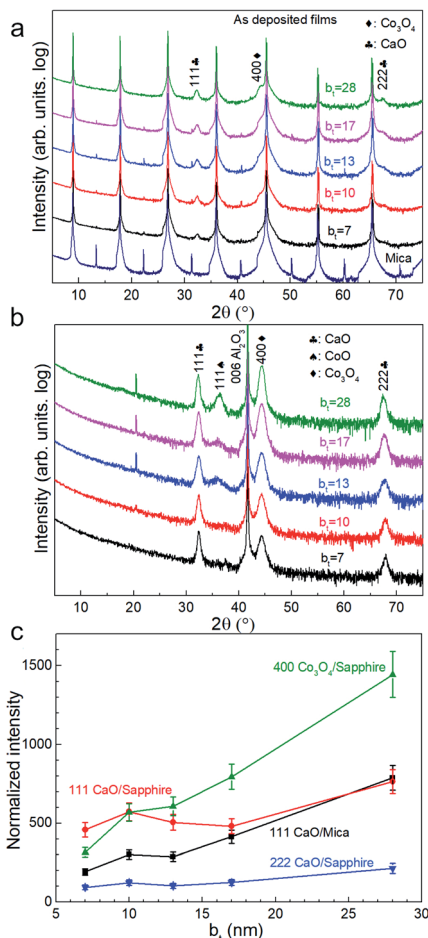 a
As deposited films
♦: Co₃O₄
♣: CaO
111♣
400♦
222♣
bₜ=28
bₜ=17
bₜ=13
bₜ=10
bₜ=7
Mica
Intensity (arb. units. log)
10 20 30 40 50 60 70
2θ (°)
b
♣: CaO
♠: CoO
♦: Co₃O₄
111♣
111♠
006 Al₂O₃
400♦
222♣
bₜ=28
bₜ=17
bₜ=13
bₜ=10
bₜ=7
Intensity (arb. units. log)
10 20 30 40 50 60 70
2θ (°)
c
1500
1000
500
0
400 Co₃O₄/Sapphire
111 CaO/Sapphire
111 CaO/Mica
222 CaO/Sapphire
Normalized intensity
5 10 15 20 25 30
bₜ (nm)